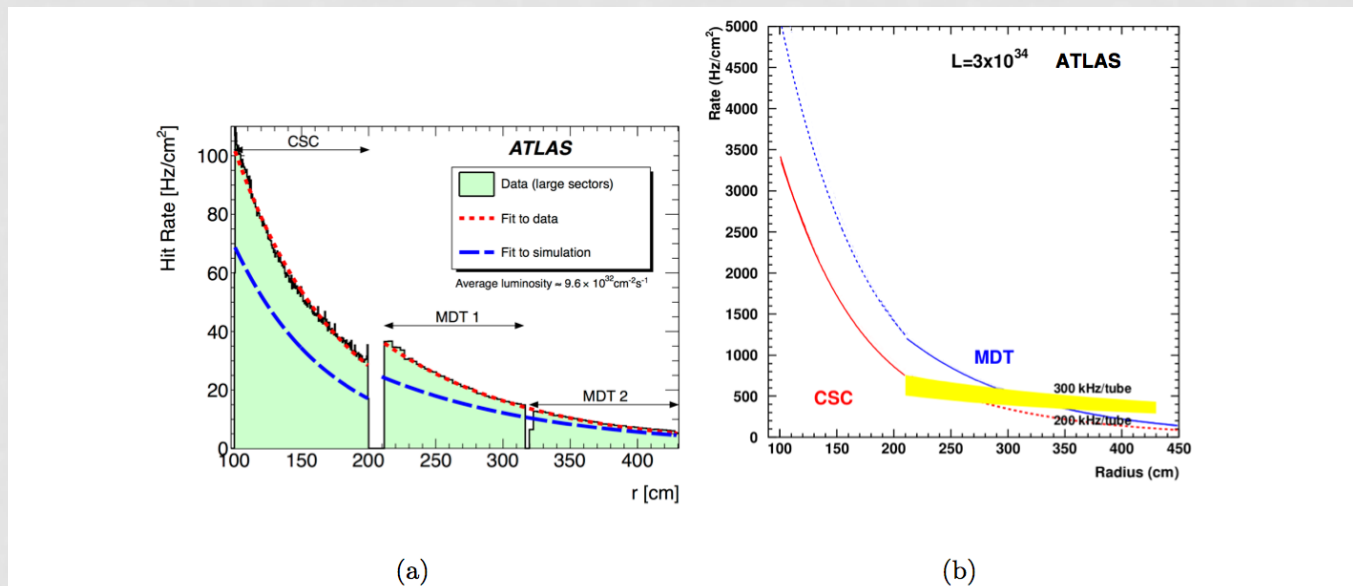 ATLAS
CSC
Data (large sectors)
Fit to data
Fit to simulation
Average luminosity ≈ 9.6 × 10³²cm⁻²s⁻¹
MDT 1
MDT 2
Hit Rate [Hz/cm²]
100
80
60
40
20
0
100 150 200 250 300 350 400
r [cm]
(a)
L=3x10³⁴ ATLAS
Rate (Hz/cm²)
5000
4500
4000
3500
3000
2500
2000
1500
1000
500
0
MDT
CSC
300 kHz/tube
200 kHz/tube
100 150 200 250 300 350 400 450
Radius (cm)
(b)